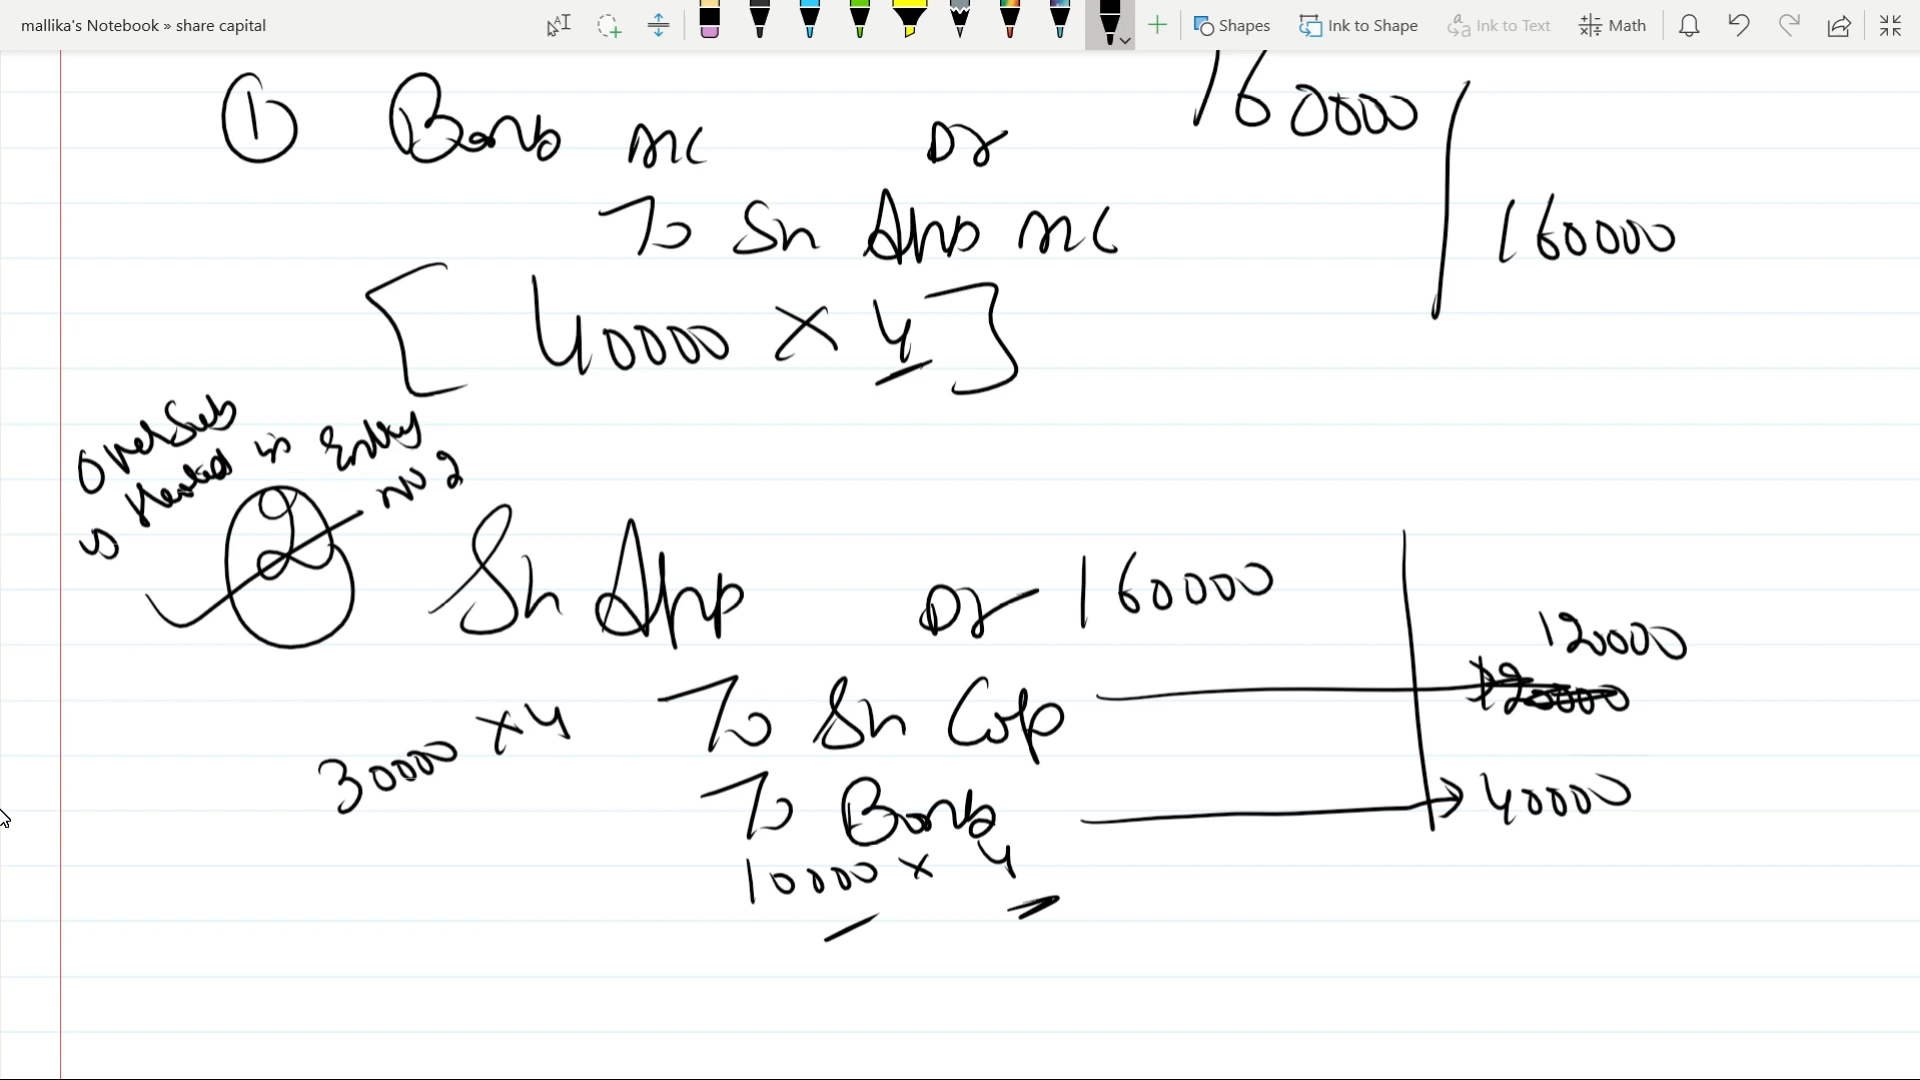 mallika's Notebook » share capital
Shapes
Ink to Shape
Ink to Text
Math
① Bank A/C Dr 160000
To Sh App A/C 160000
[ 40000 × 4 ]
OverSub
is treated in Entry
no 2
② Sh App Dr 160000
120000
30000 × 4 To Sh Cap 120000
To Bank 40000
10000 × 4